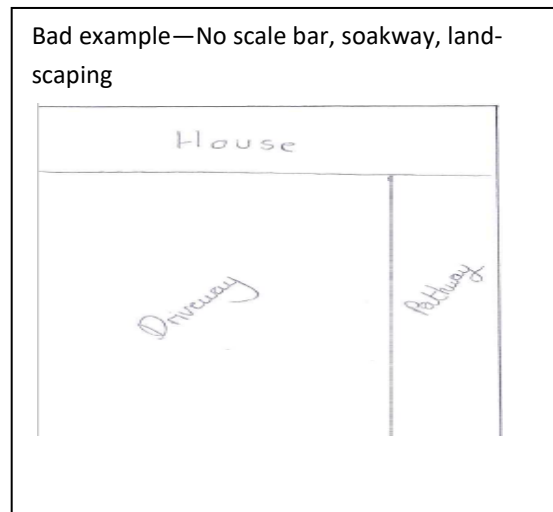 Bad example—No scale bar, soakway, land-
scaping
House
Driveway
Pathway